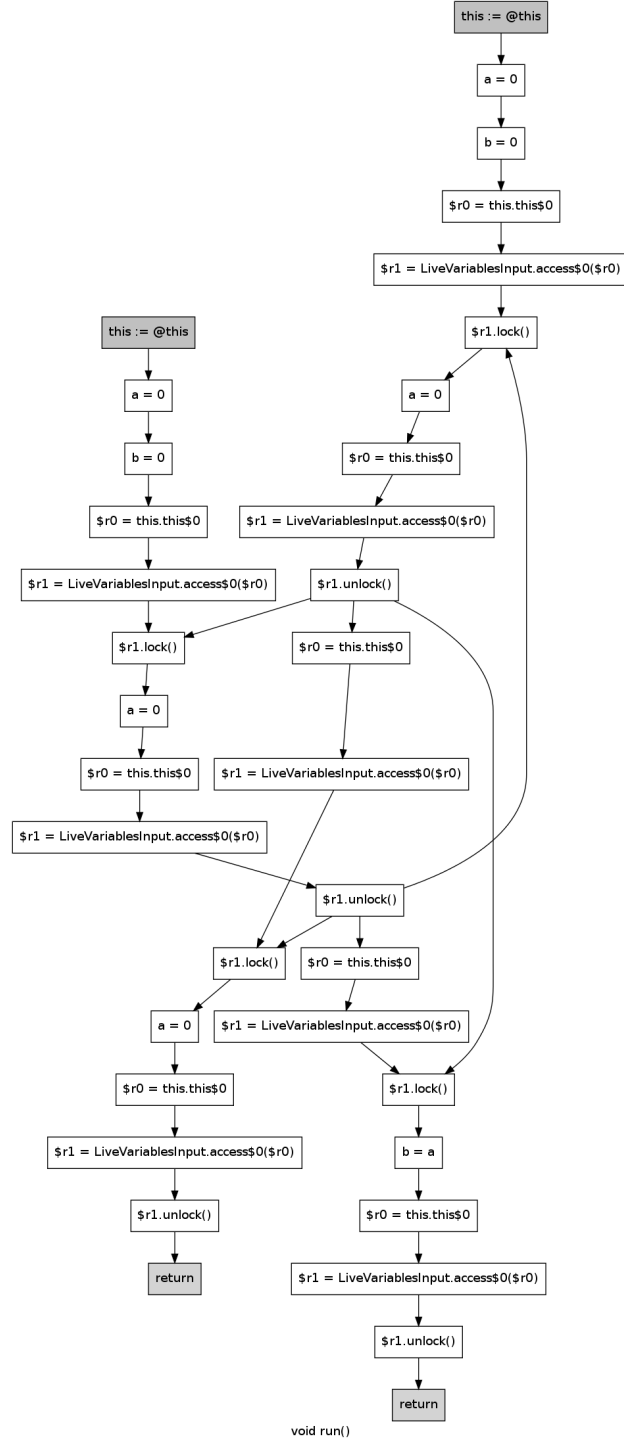 this := @this
a = 0
b = 0
$r0 = this.this$0
$r1 = LiveVariablesInput.access$0($r0)
this := @this
$r1.lock()
a = 0
a = 0
b = 0
$r0 = this.this$0
$r0 = this.this$0
$r1 = LiveVariablesInput.access$0($r0)
$r1 = LiveVariablesInput.access$0($r0)
$r1.unlock()
$r1.lock()
$r0 = this.this$0
a = 0
$r0 = this.this$0
$r1 = LiveVariablesInput.access$0($r0)
$r1 = LiveVariablesInput.access$0($r0)
$r1.unlock()
$r1.lock()
$r0 = this.this$0
a = 0
$r1 = LiveVariablesInput.access$0($r0)
$r0 = this.this$0
$r1.lock()
$r1 = LiveVariablesInput.access$0($r0)
b = a
$r1.unlock()
$r0 = this.this$0
return
$r1 = LiveVariablesInput.access$0($r0)
$r1.unlock()
return
void run()